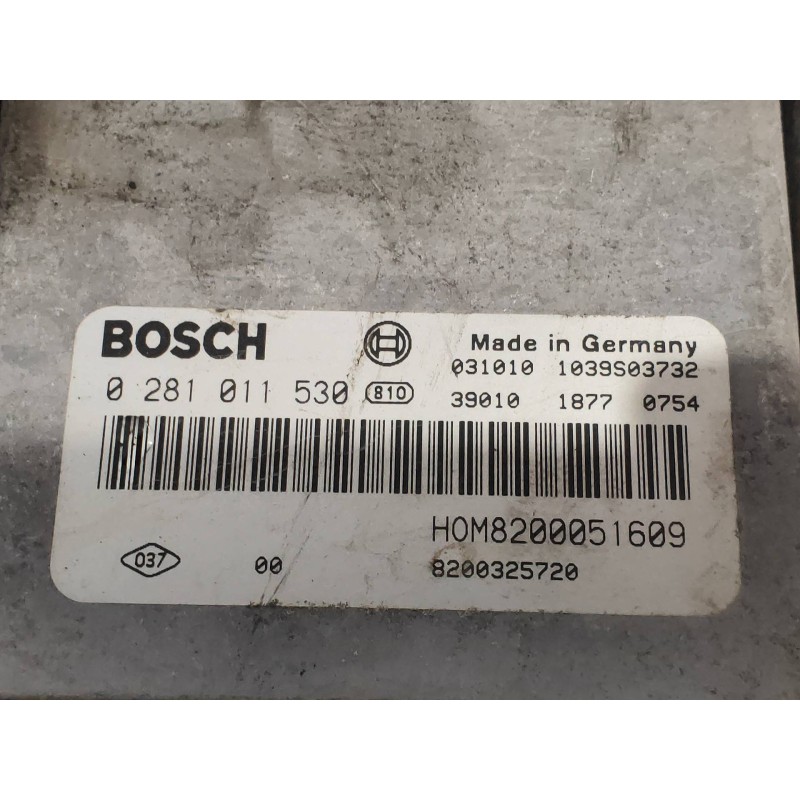 BOSCH
Made in Germany
0 281 011 530 810
031010 1039S03732
39010 1877 0754
HOM8200051609
037 00 8200325720